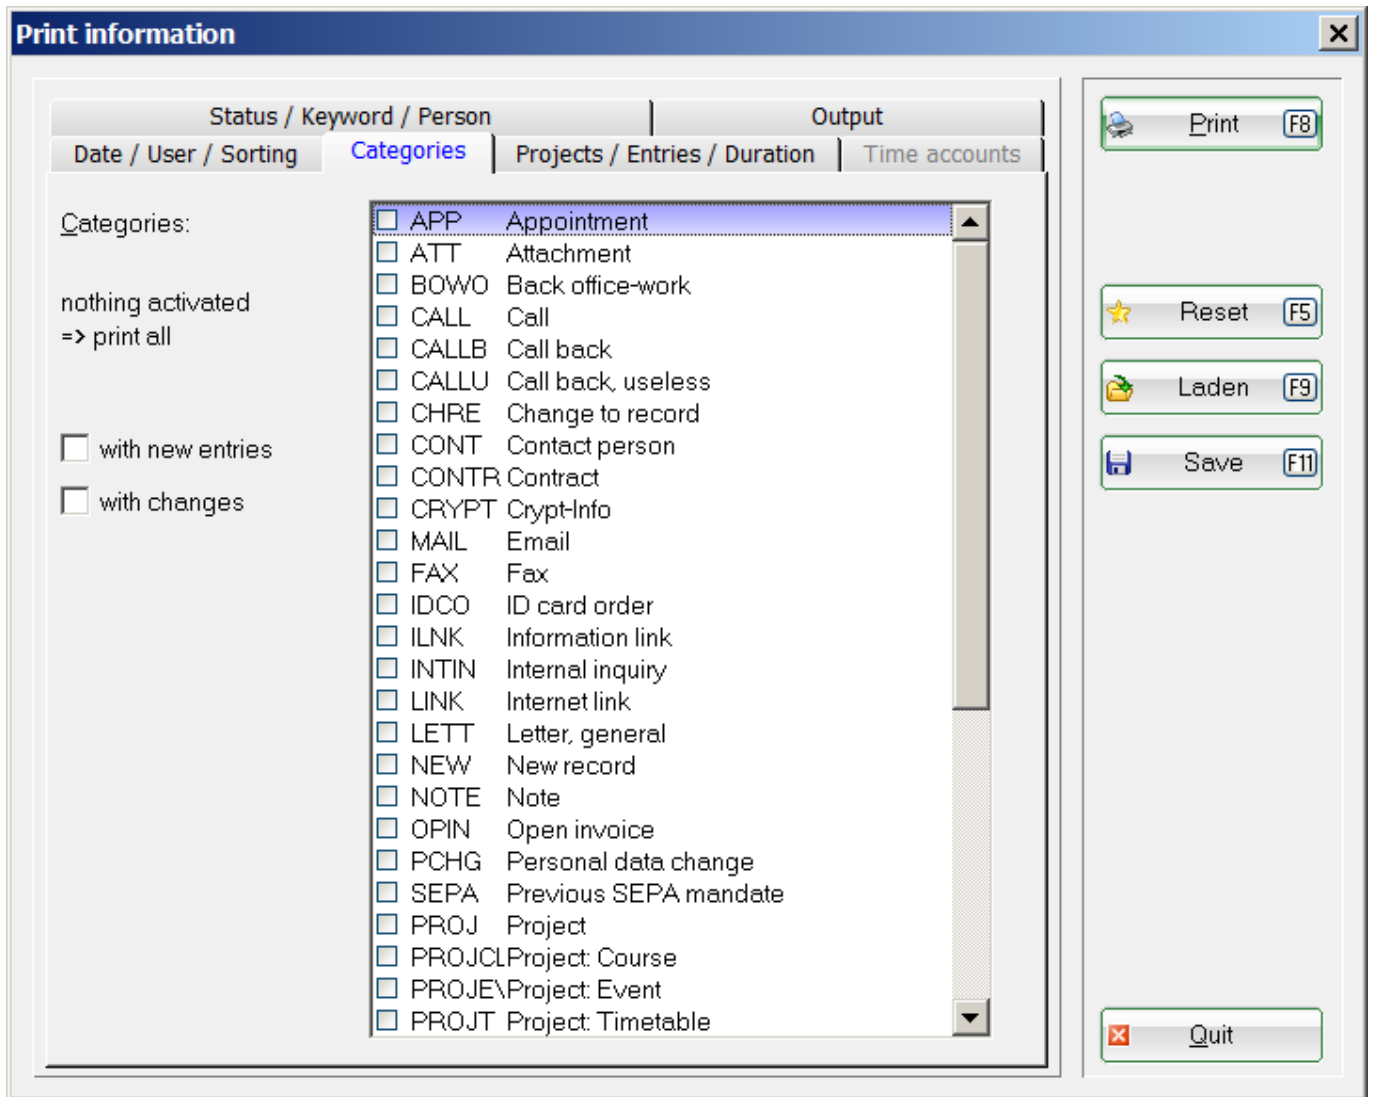 Print information
Status / Keyword / Person
Output
Date / User / Sorting
Categories
Projects / Entries / Duration
Time accounts
Categories:
nothing activated
=> print all
with new entries
with changes
APP Appointment
ATT Attachment
BOWO Back office-work
CALL Call
CALLB Call back
CALLU Call back, useless
CHRE Change to record
CONT Contact person
CONTR Contract
CRYPT Crypt-Info
MAIL Email
FAX Fax
IDCO ID card order
ILNK Information link
INTIN Internal inquiry
LINK Internet link
LETT Letter, general
NEW New record
NOTE Note
OPIN Open invoice
PCHG Personal data change
SEPA Previous SEPA mandate
PROJ Project
Project: Course
Project: Event
PROJT Project: Timetable
Print F8
Reset F5
Laden F9
Save F11
Quit